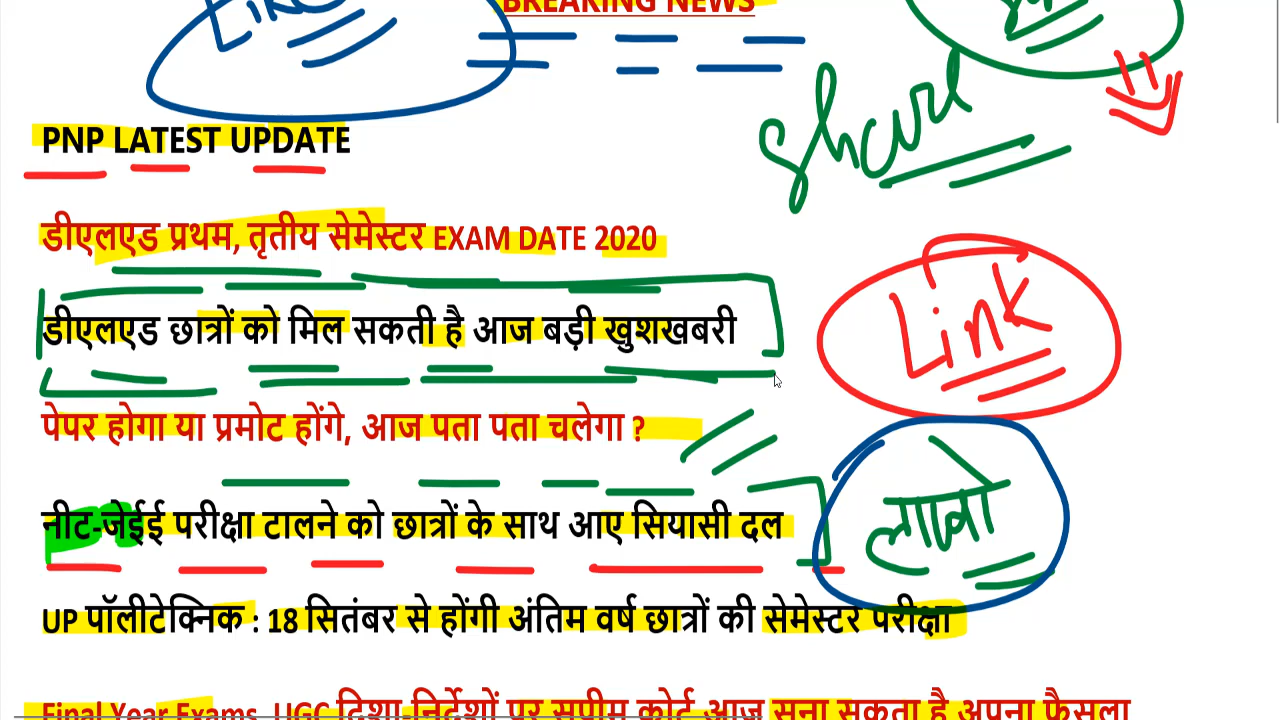 BREAKING NEWS
Like
Share
PNP LATEST UPDATE
डीएलएड प्रथम, तृतीय सेमेस्टर EXAM DATE 2020
डीएलएड छात्रों को मिल सकती है आज बड़ी खुशखबरी
Link
पेपर होगा या प्रमोट होंगे, आज पता पता चलेगा ?
लाखो
नीट-जेईई परीक्षा टालने को छात्रों के साथ आए सियासी दल
UP पॉलीटेक्निक : 18 सितंबर से होंगी अंतिम वर्ष छात्रों की सेमेस्टर परीक्षा
Final Year Exams, UGC दिशा-निर्देशों पर सुप्रीम कोर्ट आज सुना सकता है अपना फैसला